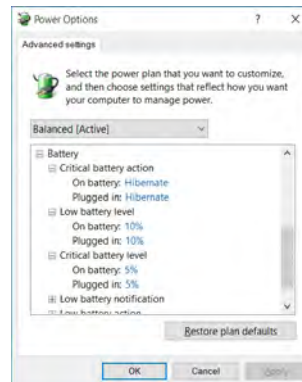 Power Options
? X
Advanced settings
Select the power plan that you want to customize,
and then choose settings that reflect how you want
your computer to manage power.
Balanced [Active]
Battery
Critical battery action
On battery: Hibernate
Plugged in: Hibernate
Low battery level
On battery: 10%
Plugged in: 10%
Critical battery level
On battery: 5%
Plugged in: 5%
Low battery notification
Low battery action
Restore plan defaults
OK Cancel Apply